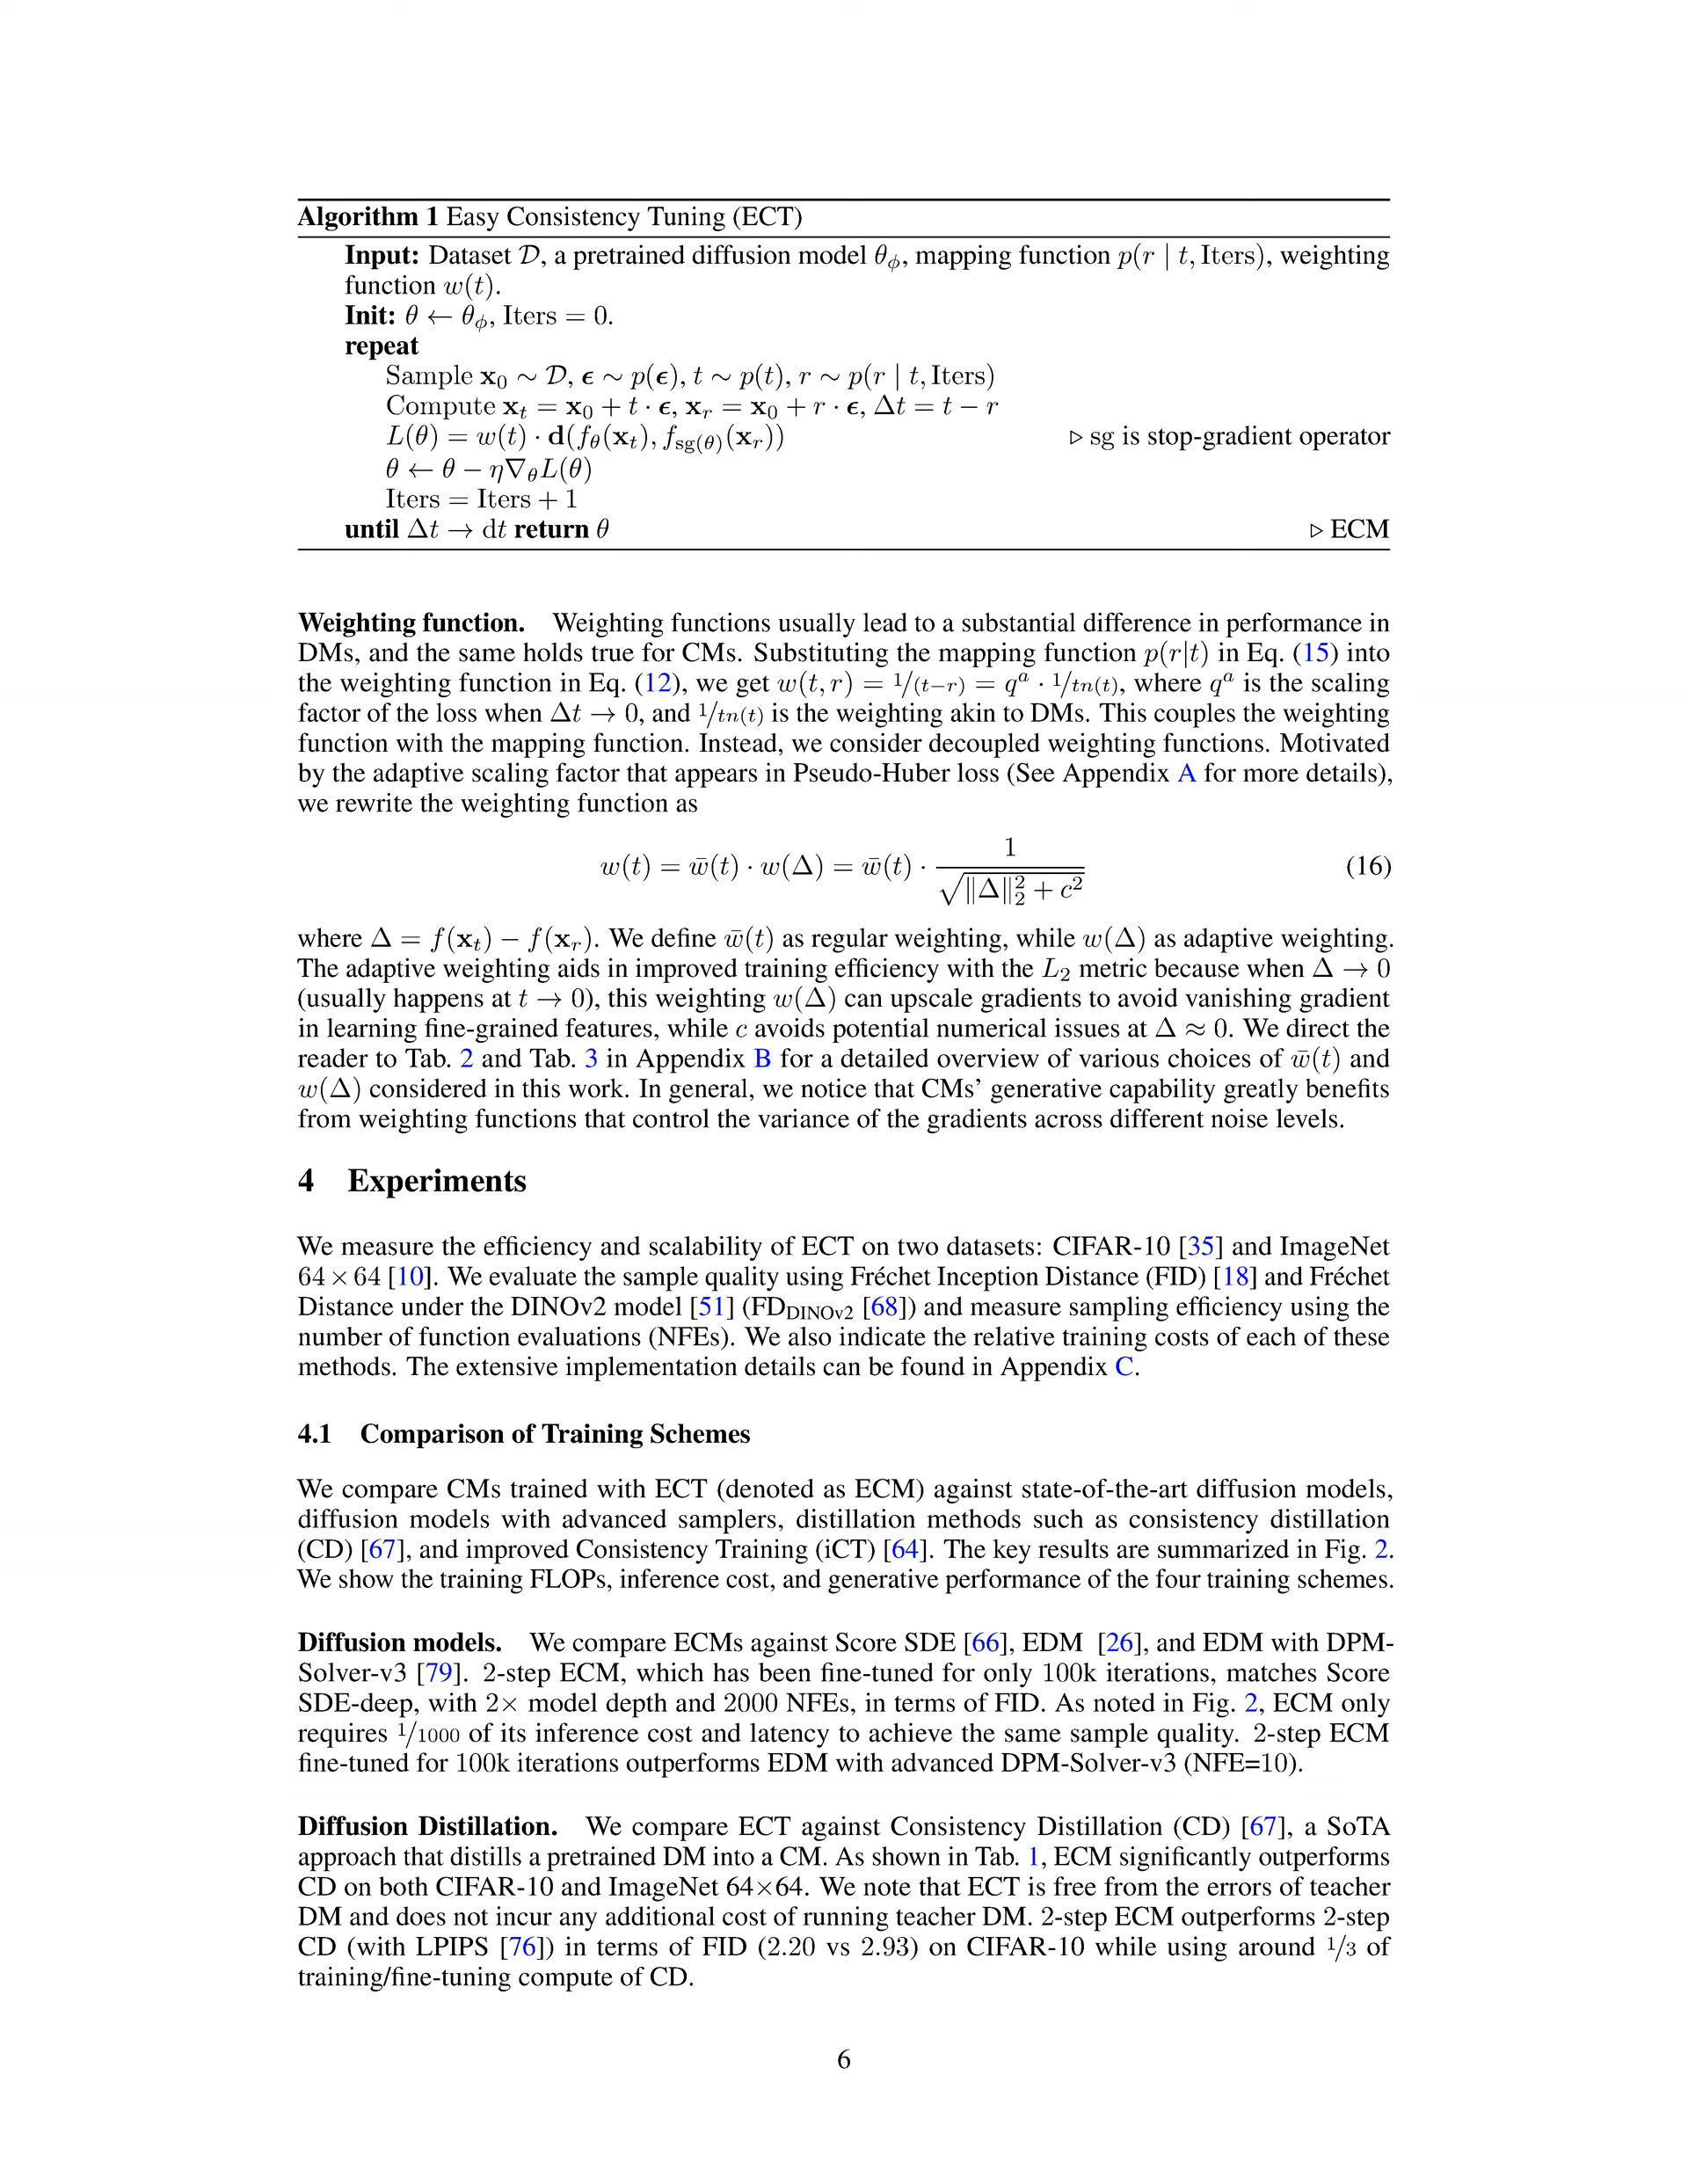 Algorithm 1 Easy Consistency Tuning (ECT)
Input: Dataset 𝒟, a pretrained diffusion model θ_ϕ, mapping function p(r | t, Iters), weighting
function w(t).
Init: θ ← θ_ϕ, Iters = 0.
repeat
Sample x₀ ∼ 𝒟, ϵ ∼ p(ϵ), t ∼ p(t), r ∼ p(r | t, Iters)
Compute x_t = x₀ + t · ϵ, x_r = x₀ + r · ϵ, Δt = t − r
L(θ) = w(t) · d(f_θ(x_t), f_sg(θ)(x_r)) ▷ sg is stop-gradient operator
θ ← θ − η∇_θL(θ)
Iters = Iters + 1
until Δt → dt return θ ▷ ECM
Weighting function. Weighting functions usually lead to a substantial difference in performance in
DMs, and the same holds true for CMs. Substituting the mapping function p(r|t) in Eq. (15) into
the weighting function in Eq. (12), we get w(t, r) = 1/(t−r) = qᵃ · 1/tn(t), where qᵃ is the scaling
factor of the loss when Δt → 0, and 1/tn(t) is the weighting akin to DMs. This couples the weighting
function with the mapping function. Instead, we consider decoupled weighting functions. Motivated
by the adaptive scaling factor that appears in Pseudo-Huber loss (See Appendix A for more details),
we rewrite the weighting function as
w(t) = w̄(t) · w(Δ) = w̄(t) · 1/√(‖Δ‖₂² + c²) (16)
where Δ = f(x_t) − f(x_r). We define w̄(t) as regular weighting, while w(Δ) as adaptive weighting.
The adaptive weighting aids in improved training efficiency with the L₂ metric because when Δ → 0
(usually happens at t → 0), this weighting w(Δ) can upscale gradients to avoid vanishing gradient
in learning fine-grained features, while c avoids potential numerical issues at Δ ≈ 0. We direct the
reader to Tab. 2 and Tab. 3 in Appendix B for a detailed overview of various choices of w̄(t) and
w(Δ) considered in this work. In general, we notice that CMs' generative capability greatly benefits
from weighting functions that control the variance of the gradients across different noise levels.
4 Experiments
We measure the efficiency and scalability of ECT on two datasets: CIFAR-10 [35] and ImageNet
64×64 [10]. We evaluate the sample quality using Fréchet Inception Distance (FID) [18] and Fréchet
Distance under the DINOv2 model [51] (FD_DINOv2 [68]) and measure sampling efficiency using the
number of function evaluations (NFEs). We also indicate the relative training costs of each of these
methods. The extensive implementation details can be found in Appendix C.
4.1 Comparison of Training Schemes
We compare CMs trained with ECT (denoted as ECM) against state-of-the-art diffusion models,
diffusion models with advanced samplers, distillation methods such as consistency distillation
(CD) [67], and improved Consistency Training (iCT) [64]. The key results are summarized in Fig. 2.
We show the training FLOPs, inference cost, and generative performance of the four training schemes.
Diffusion models. We compare ECMs against Score SDE [66], EDM [26], and EDM with DPM-
Solver-v3 [79]. 2-step ECM, which has been fine-tuned for only 100k iterations, matches Score
SDE-deep, with 2× model depth and 2000 NFEs, in terms of FID. As noted in Fig. 2, ECM only
requires 1/1000 of its inference cost and latency to achieve the same sample quality. 2-step ECM
fine-tuned for 100k iterations outperforms EDM with advanced DPM-Solver-v3 (NFE=10).
Diffusion Distillation. We compare ECT against Consistency Distillation (CD) [67], a SoTA
approach that distills a pretrained DM into a CM. As shown in Tab. 1, ECM significantly outperforms
CD on both CIFAR-10 and ImageNet 64×64. We note that ECT is free from the errors of teacher
DM and does not incur any additional cost of running teacher DM. 2-step ECM outperforms 2-step
CD (with LPIPS [76]) in terms of FID (2.20 vs 2.93) on CIFAR-10 while using around 1/3 of
training/fine-tuning compute of CD.
6